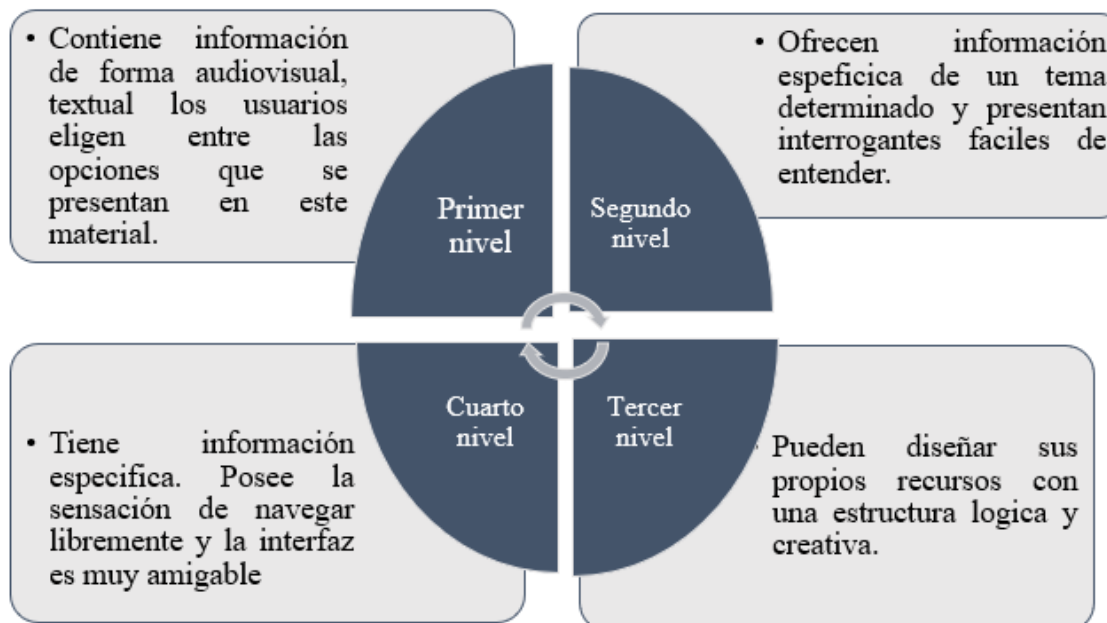 • Contiene información
de forma audiovisual,
textual los usuarios
eligen entre las
opciones que se
presentan en este
material.
Primer
nivel
Segundo
nivel
• Ofrecen información
espeficica de un tema
determinado y presentan
interrogantes faciles de
entender.
• Tiene información
especifica. Posee la
sensación de navegar
libremente y la interfaz
es muy amigable
Cuarto
nivel
Tercer
nivel
• Pueden diseñar sus
propios recursos con
una estructura logica y
creativa.